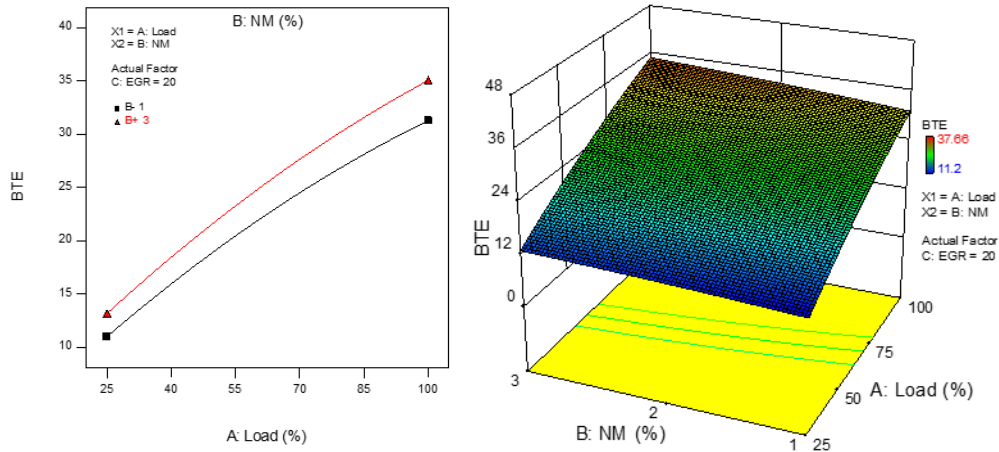 B: NM (%)
X1 = A: Load
X2 = B: NM
Actual Factor
C: EGR = 20
B- 1
B+ 3
BTE
40
35
30
25
20
15
10
25
40
55
70
85
100
A: Load (%)
48
36
24
12
0
BTE
3
2
1
B: NM (%)
25
50
75
100
A: Load (%)
BTE
37.66
11.2
X1 = A: Load
X2 = B: NM
Actual Factor
C: EGR = 20